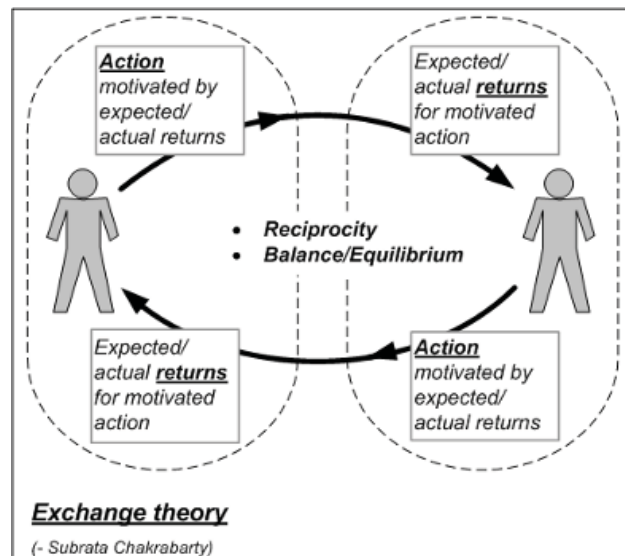 Action
motivated by
expected/
actual returns
Expected/
actual returns
for motivated
action
• Reciprocity
• Balance/Equilibrium
Expected/
actual returns
for motivated
action
Action
motivated by
expected/
actual returns
Exchange theory
(- Subrata Chakrabarty)